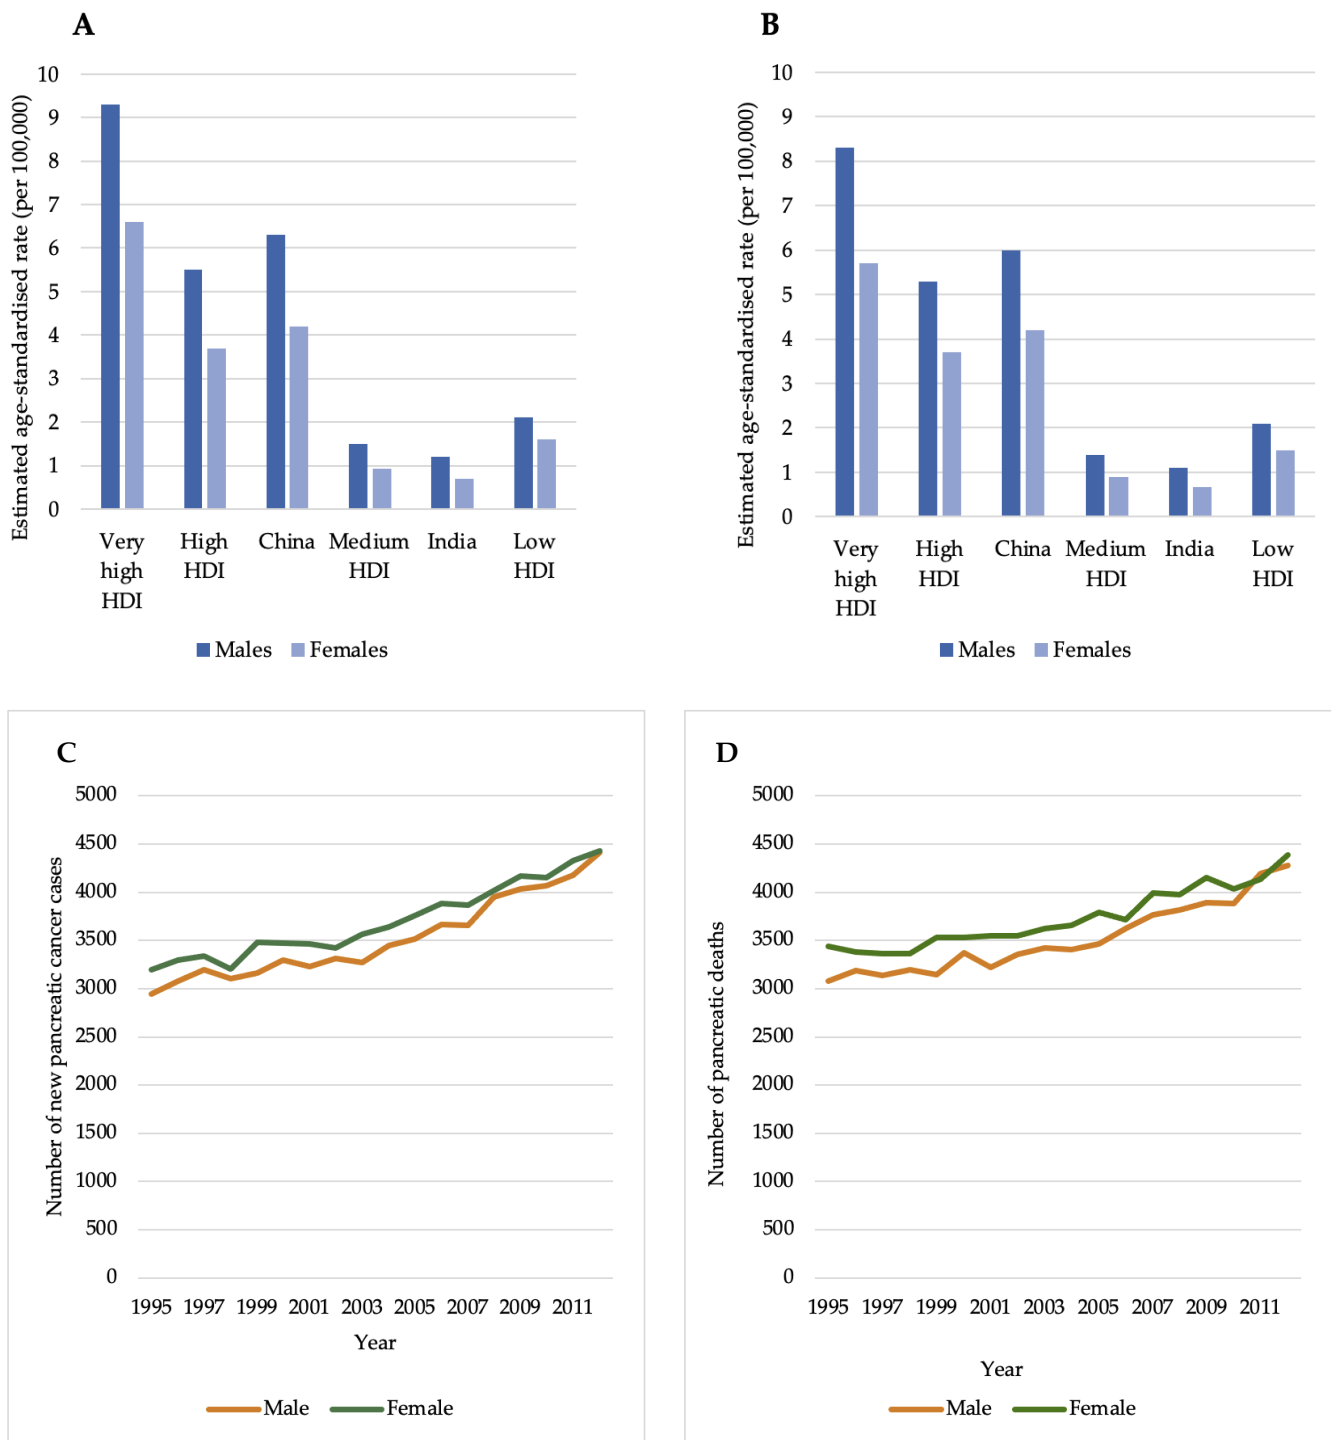 A
Estimated age-standardised rate (per 100,000)
10
9
8
7
6
5
4
3
2
1
0
Very high HDI
High HDI
China
Medium HDI
India
Low HDI
Males
Females
B
Estimated age-standardised rate (per 100,000)
10
9
8
7
6
5
4
3
2
1
0
Very high HDI
High HDI
China
Medium HDI
India
Low HDI
Males
Females
C
Number of new pancreatic cancer cases
5000
4500
4000
3500
3000
2500
2000
1500
1000
500
0
1995 1997 1999 2001 2003 2005 2007 2009 2011
Year
Male
Female
D
Number of pancreatic deaths
5000
4500
4000
3500
3000
2500
2000
1500
1000
500
0
1995 1997 1999 2001 2003 2005 2007 2009 2011
Year
Male
Female